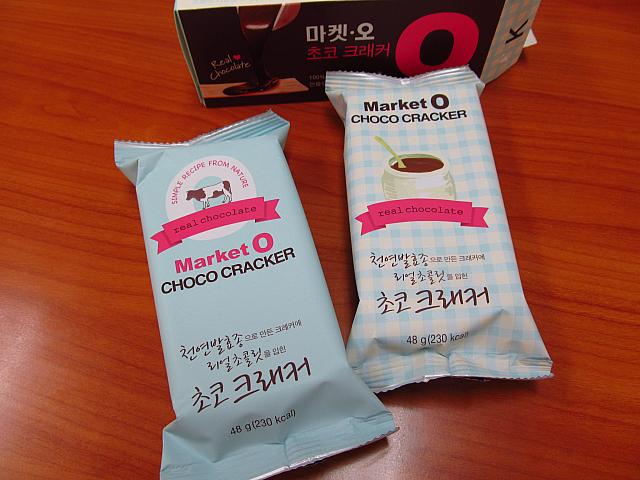 마켓·오
초코 크래커
O
K
Real
Chocolate
100%
Market O
CHOCO CRACKER
real chocolate
천연발효종으로 만든 크래커에
리얼초콜릿을 입힌
초코 크래커
48 g(230 kcal)
SIMPLE RECIPE FROM NATURE
real chocolate
Market O
CHOCO CRACKER
천연발효종으로 만든 크래커에
리얼초콜릿을 입힌
초코 크래커
48 g(230 kcal)